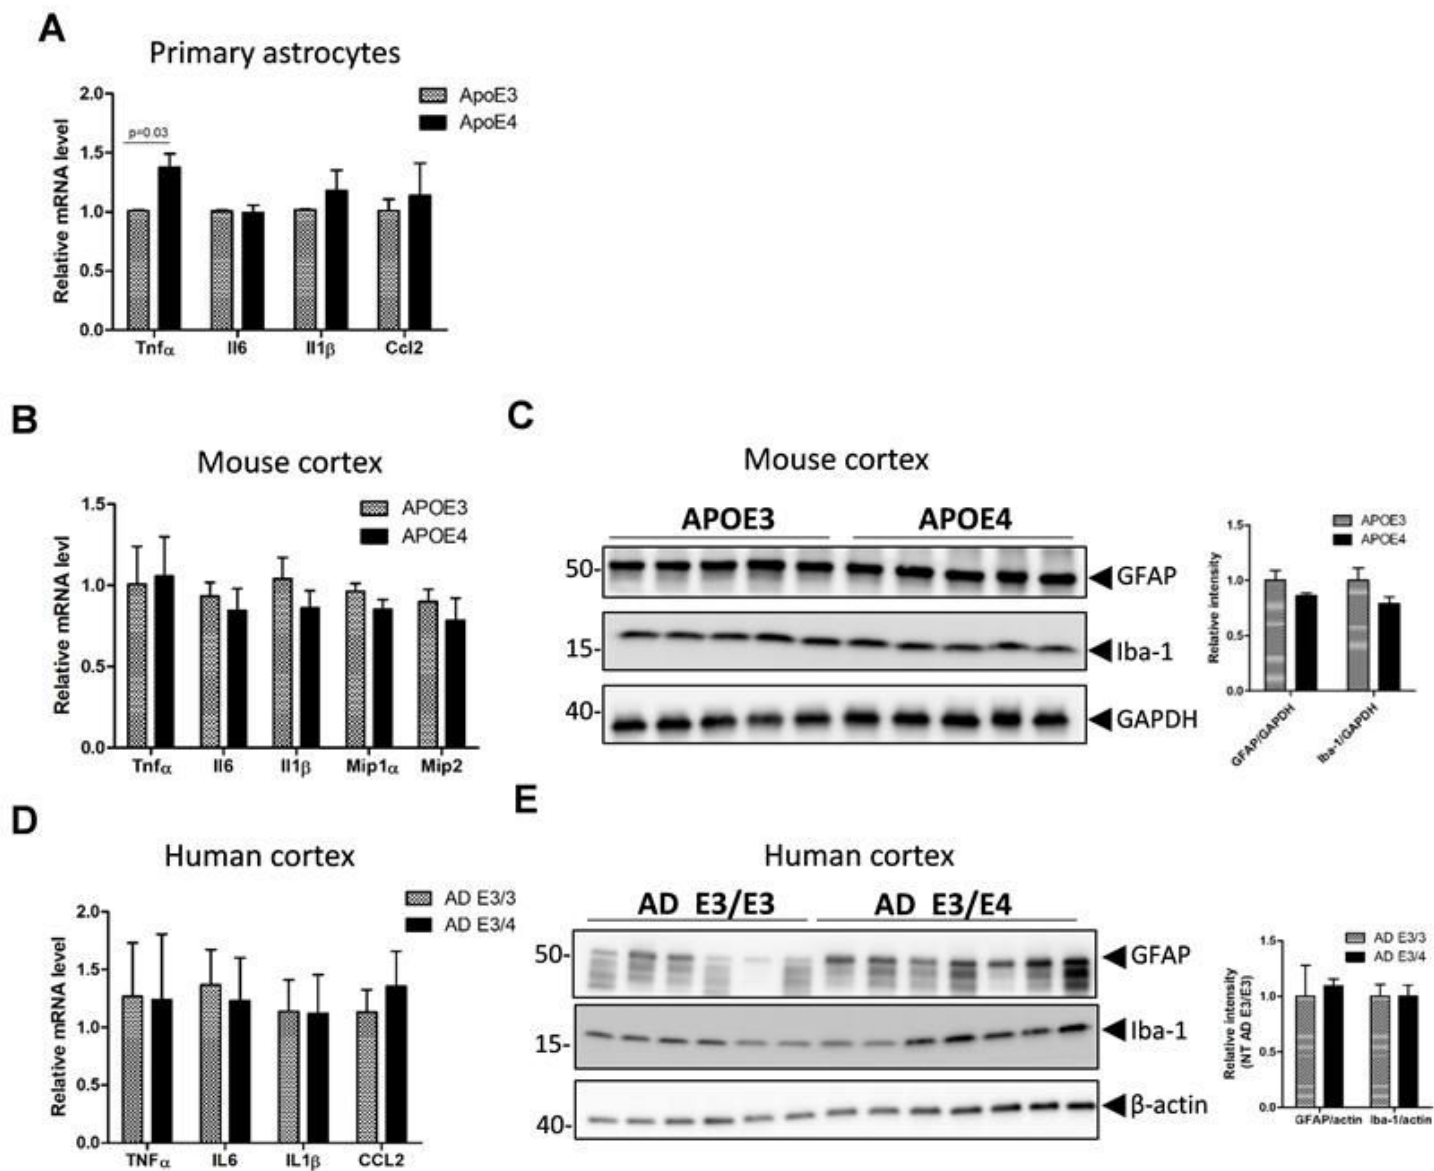 A
Primary astrocytes
ApoE3
ApoE4
p=0.03
Relative mRNA level
2.0
1.5
1.0
0.5
0.0
Tnfα Il6 Il1β Ccl2
B
Mouse cortex
APOE3
APOE4
Relative mRNA levl
1.5
1.0
0.5
0.0
Tnfα Il6 Il1β Mip1α Mip2
C
Mouse cortex
APOE3 APOE4
50- GFAP
15- Iba-1
40- GAPDH
APOE3
APOE4
Relative intensity
1.5
1.0
0.5
0.0
GFAP/GAPDH Iba-1/GAPDH
D
Human cortex
AD E3/3
AD E3/4
Relative mRNA level
2.0
1.5
1.0
0.5
0.0
TNFα IL6 IL1β CCL2
E
Human cortex
AD E3/E3 AD E3/E4
50- GFAP
15- Iba-1
40- β-actin
AD E3/3
AD E3/4
Relative intensity
(NT AD E3/E3)
1.5
1.0
0.5
0.0
GFAP/actin Iba-1/actin